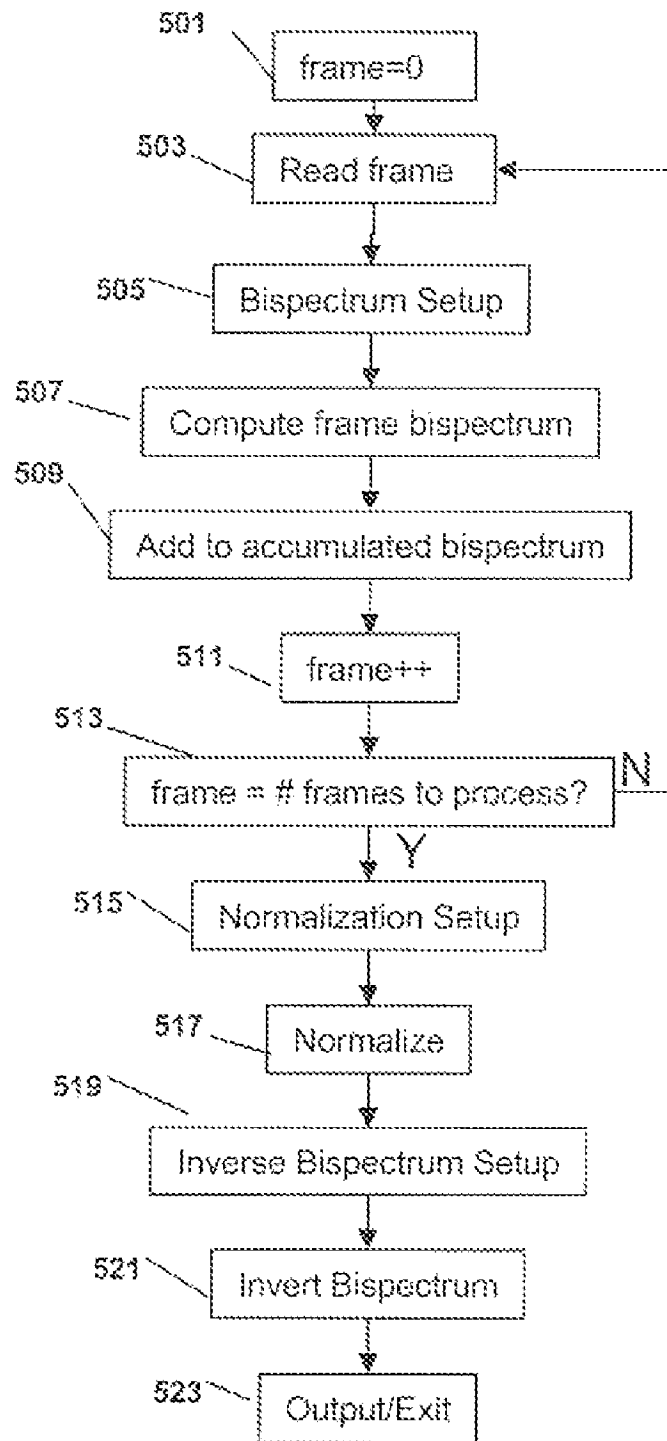 501
frame=0
503
Read frame
505
Bispectrum Setup
507
Compute frame bispectrum
509
Add to accumulated bispectrum
511
frame++
513
frame = # frames to process?
N
Y
515
Normalization Setup
517
Normalize
519
Inverse Bispectrum Setup
521
Invert Bispectrum
523
Output/Exit